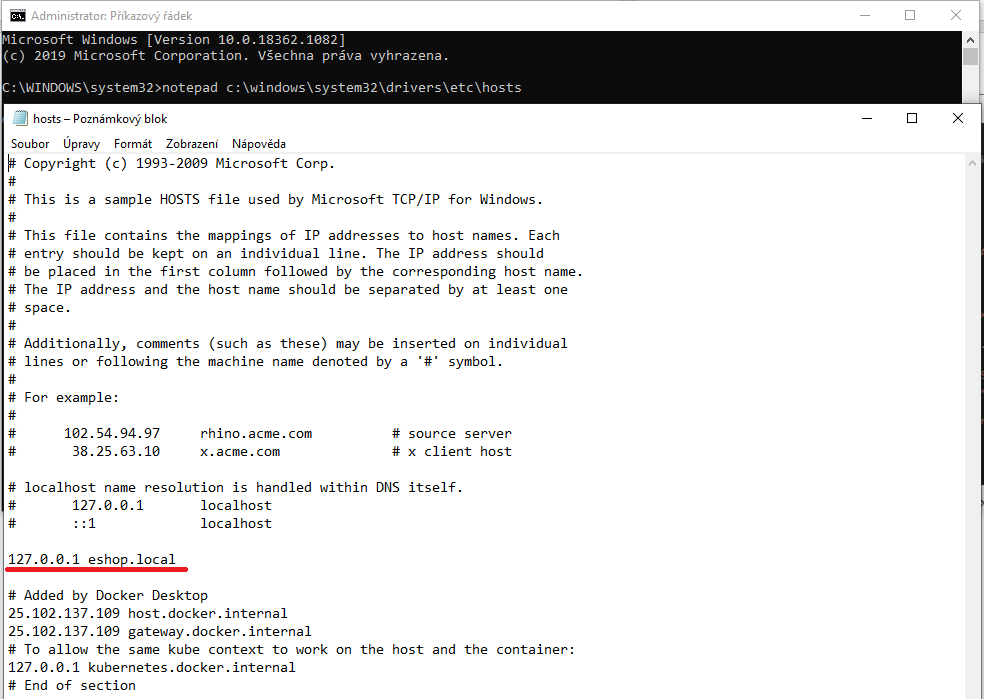 Administrator: Příkazový řádek
Microsoft Windows [Version 10.0.18362.1082]
(c) 2019 Microsoft Corporation. Všechna práva vyhrazena.
C:\WINDOWS\system32>notepad c:\windows\system32\drivers\etc\hosts
hosts – Poznámkový blok
Soubor Úpravy Formát Zobrazení Nápověda
# Copyright (c) 1993-2009 Microsoft Corp.
#
# This is a sample HOSTS file used by Microsoft TCP/IP for Windows.
#
# This file contains the mappings of IP addresses to host names. Each
# entry should be kept on an individual line. The IP address should
# be placed in the first column followed by the corresponding host name.
# The IP address and the host name should be separated by at least one
# space.
#
# Additionally, comments (such as these) may be inserted on individual
# lines or following the machine name denoted by a '#' symbol.
#
# For example:
#
#      102.54.94.97     rhino.acme.com          # source server
#       38.25.63.10     x.acme.com              # x client host
# localhost name resolution is handled within DNS itself.
#       127.0.0.1       localhost
#       ::1             localhost
127.0.0.1 eshop.local
# Added by Docker Desktop
25.102.137.109 host.docker.internal
25.102.137.109 gateway.docker.internal
# To allow the same kube context to work on the host and the container:
127.0.0.1 kubernetes.docker.internal
# End of section